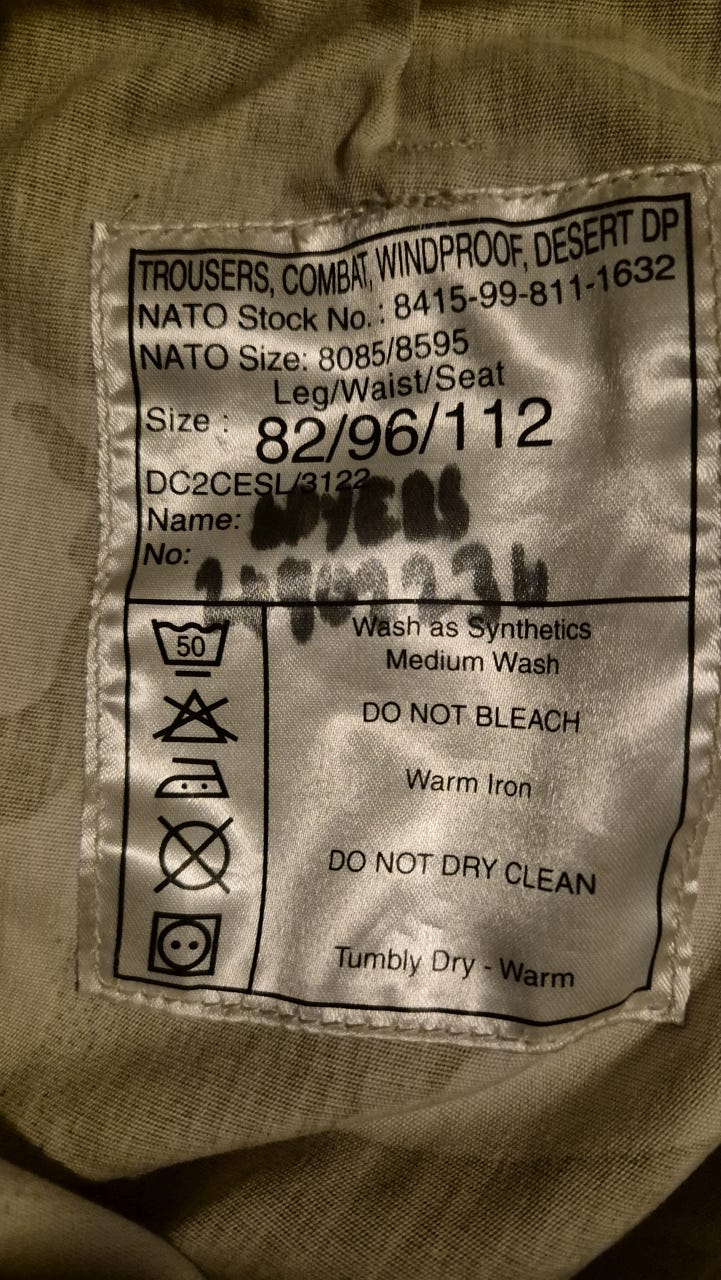 TROUSERS, COMBAT, WINDPROOF, DESERT DP
NATO Stock No.: 8415-99-811-1632
NATO Size: 8085/8595
Leg/Waist/Seat
Size : 82/96/112
DC2CESL/3122
Name:
No:
50
Wash as Synthetics
Medium Wash
DO NOT BLEACH
Warm Iron
DO NOT DRY CLEAN
Tumbly Dry - Warm